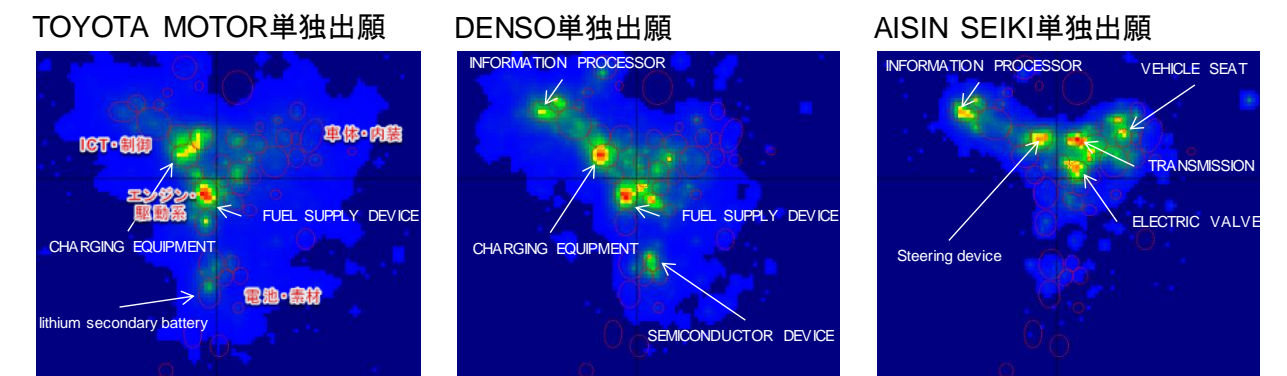 TOYOTA MOTOR単独出願
DENSO単独出願
AISIN SEIKI単独出願
ICT・制御
車体・内装
エンジン・
駆動系
FUEL SUPPLY DEVICE
CHARGING EQUIPMENT
電池・素材
lithium secondary battery
INFORMATION PROCESSOR
FUEL SUPPLY DEVICE
CHARGING EQUIPMENT
SEMICONDUCTOR DEVICE
INFORMATION PROCESSOR
VEHICLE SEAT
TRANSMISSION
ELECTRIC VALVE
Steering device